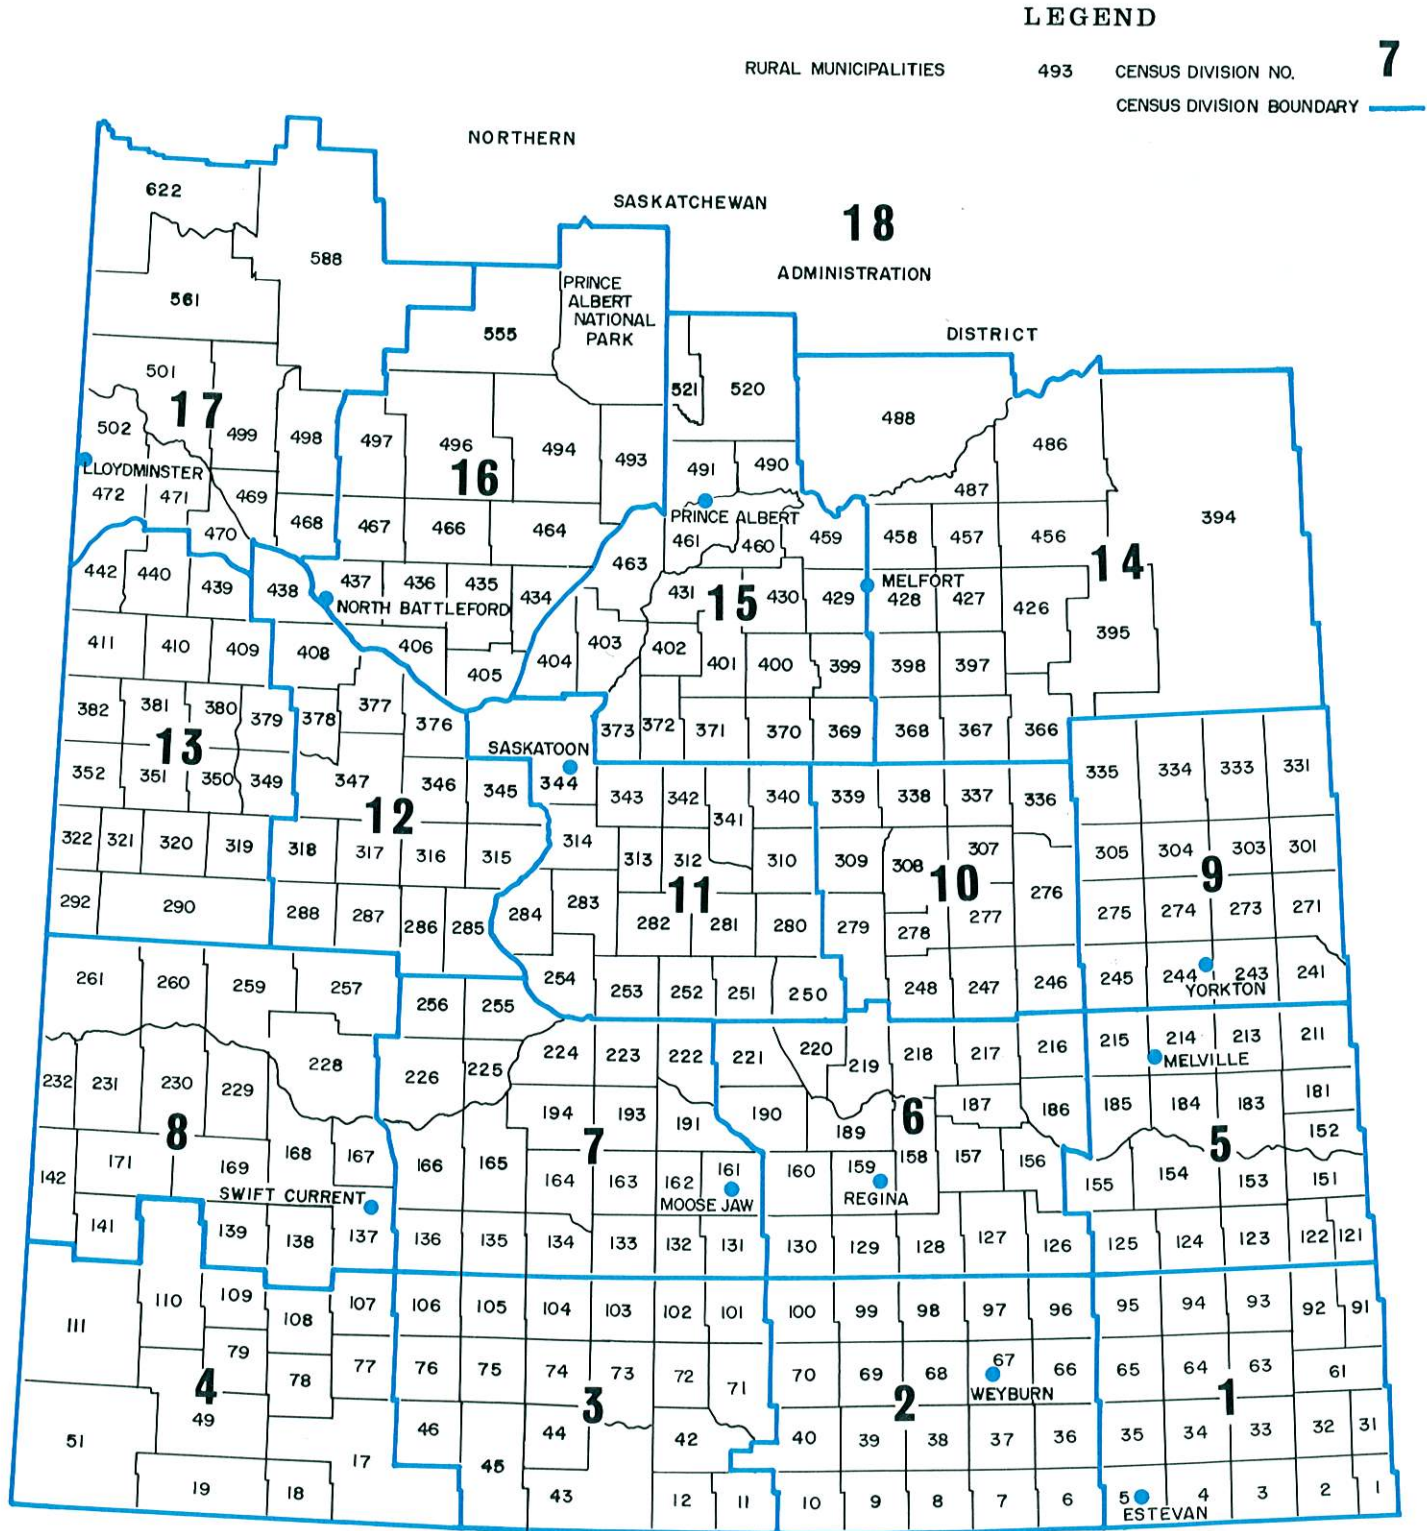 LEGEND
RURAL MUNICIPALITIES 493 CENSUS DIVISION NO. 7
CENSUS DIVISION BOUNDARY
NORTHERN
SASKATCHEWAN
18
ADMINISTRATION
DISTRICT
622
588
561
PRINCE
ALBERT
NATIONAL
PARK
555
501
17
521 520
488
486
502 499 498 497 496 494 493
16
491 490
487
LLOYDMINSTER
472 471 469
470 468 467 466 464
PRINCE ALBERT
461 460 459 458 457 456
394
14
442 440 439 438 437 436 435 434 463
NORTH BATTLEFORD
431 15 430 429
MELFORT
428 427 426 395
411 410 409 408 406 405 404 403 402 401 400 399 398 397
382 381 380 379 378 377 376
13
373 372 371 370 369 368 367 366
SASKATOON
352 351 350 349 347 346 345 344
12
343 342 341 340 339 338 337 336
335 334 333 331
322 321 320 319 318 317 316 315 314 313 312 310 309 308 307
11
10
276
305 304 303 301
9
292 290 288 287 286 285 284 283 282 281 280 279 278 277
275 274 273 271
261 260 259 257 256 255 254 253 252 251 250 248 247 246
245 244 243 241
YORKTON
232 231 230 229 228 226 225 224 223 222 221 220 219 218 217 216
215 214 213 211
MELVILLE
8
194 193 191 190 189 187 186
7
6
185 184 183 181
5
152
142 171 169 168 167 166 165 164 163 162 161 160 159 158 157 156
155 154 153 151
SWIFT CURRENT
MOOSE JAW
REGINA
141 139 138 137 136 135 134 133 132 131 130 129 128 127 126
125 124 123 122 121
111 110 109 108 107 106 105 104 103 102 101 100 99 98 97 96
95 94 93 92 91
79 78 77 76 75 74 73 72 71 70 69 68 67 66
WEYBURN
65 64 63 61
4
3
2
1
51 49 17 46 45 44 42 40 39 38 37 36
35 34 33 32 31
19 18 43 12 11 10 9 8 7 6
5 4 3 2 1
ESTEVAN